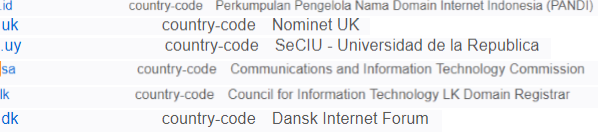 .id country-code Perkumpulan Pengelola Nama Domain Internet Indonesia (PANDI)
uk country-code Nominet UK
.uy country-code SeCIU - Universidad de la Republica
sa country-code Communications and Information Technology Commission
lk country-code Council for Information Technology LK Domain Registrar
dk country-code Dansk Internet Forum